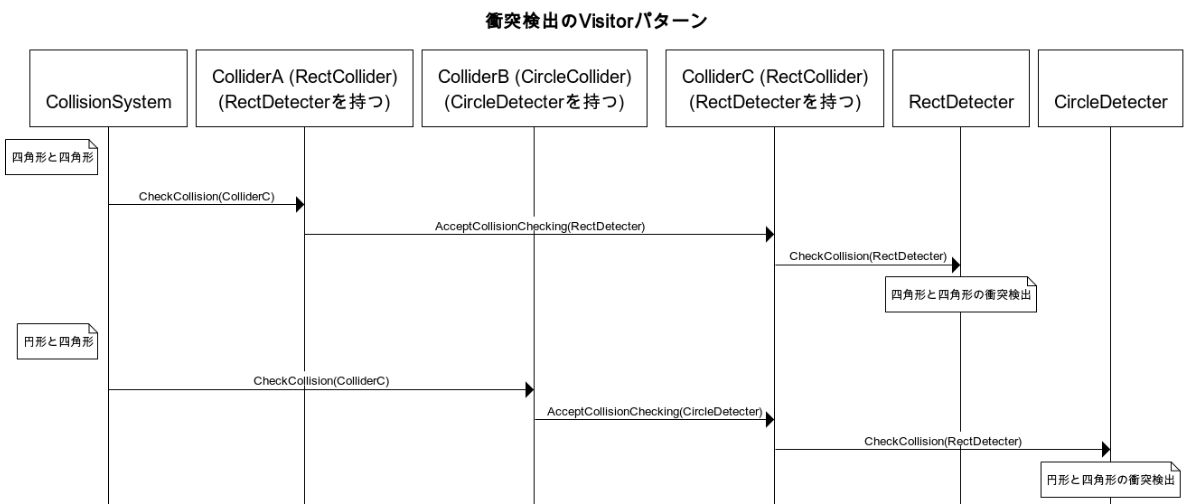 衝突検出のVisitorパターン
CollisionSystem
ColliderA (RectCollider)
(RectDetecterを持つ)
ColliderB (CircleCollider)
(CircleDetecterを持つ)
ColliderC (RectCollider)
(RectDetecterを持つ)
RectDetecter
CircleDetecter
四角形と四角形
CheckCollision(ColliderC)
AcceptCollisionChecking(RectDetecter)
CheckCollision(RectDetecter)
四角形と四角形の衝突検出
円形と四角形
CheckCollision(ColliderC)
AcceptCollisionChecking(CircleDetecter)
CheckCollision(RectDetecter)
円形と四角形の衝突検出